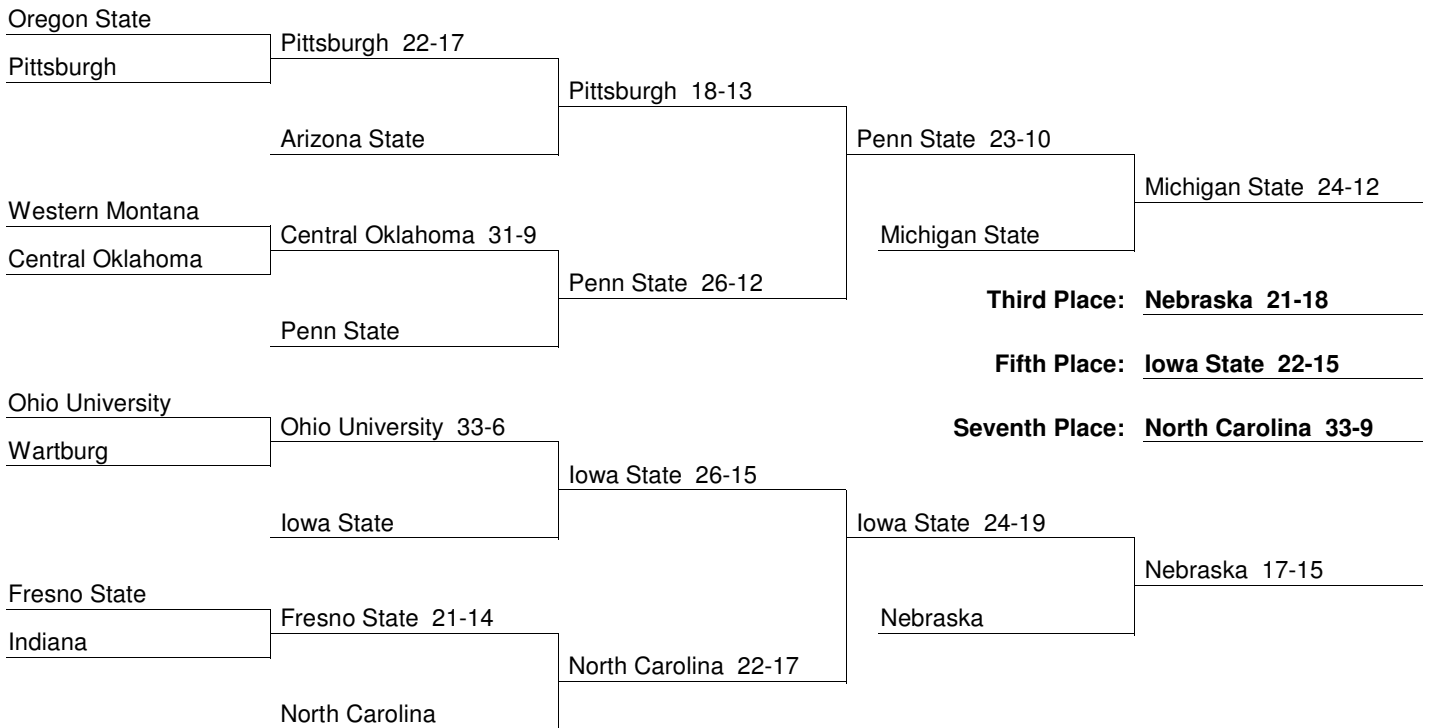 Oregon State
Pittsburgh 22-17
Pittsburgh
Pittsburgh 18-13
Arizona State
Penn State 23-10
Michigan State 24-12
Western Montana
Central Oklahoma 31-9
Michigan State
Central Oklahoma
Penn State 26-12
Third Place: Nebraska 21-18
Penn State
Fifth Place: Iowa State 22-15
Ohio University
Ohio University 33-6
Seventh Place: North Carolina 33-9
Wartburg
Iowa State 26-15
Iowa State
Iowa State 24-19
Nebraska 17-15
Fresno State
Fresno State 21-14
Nebraska
Indiana
North Carolina 22-17
North Carolina